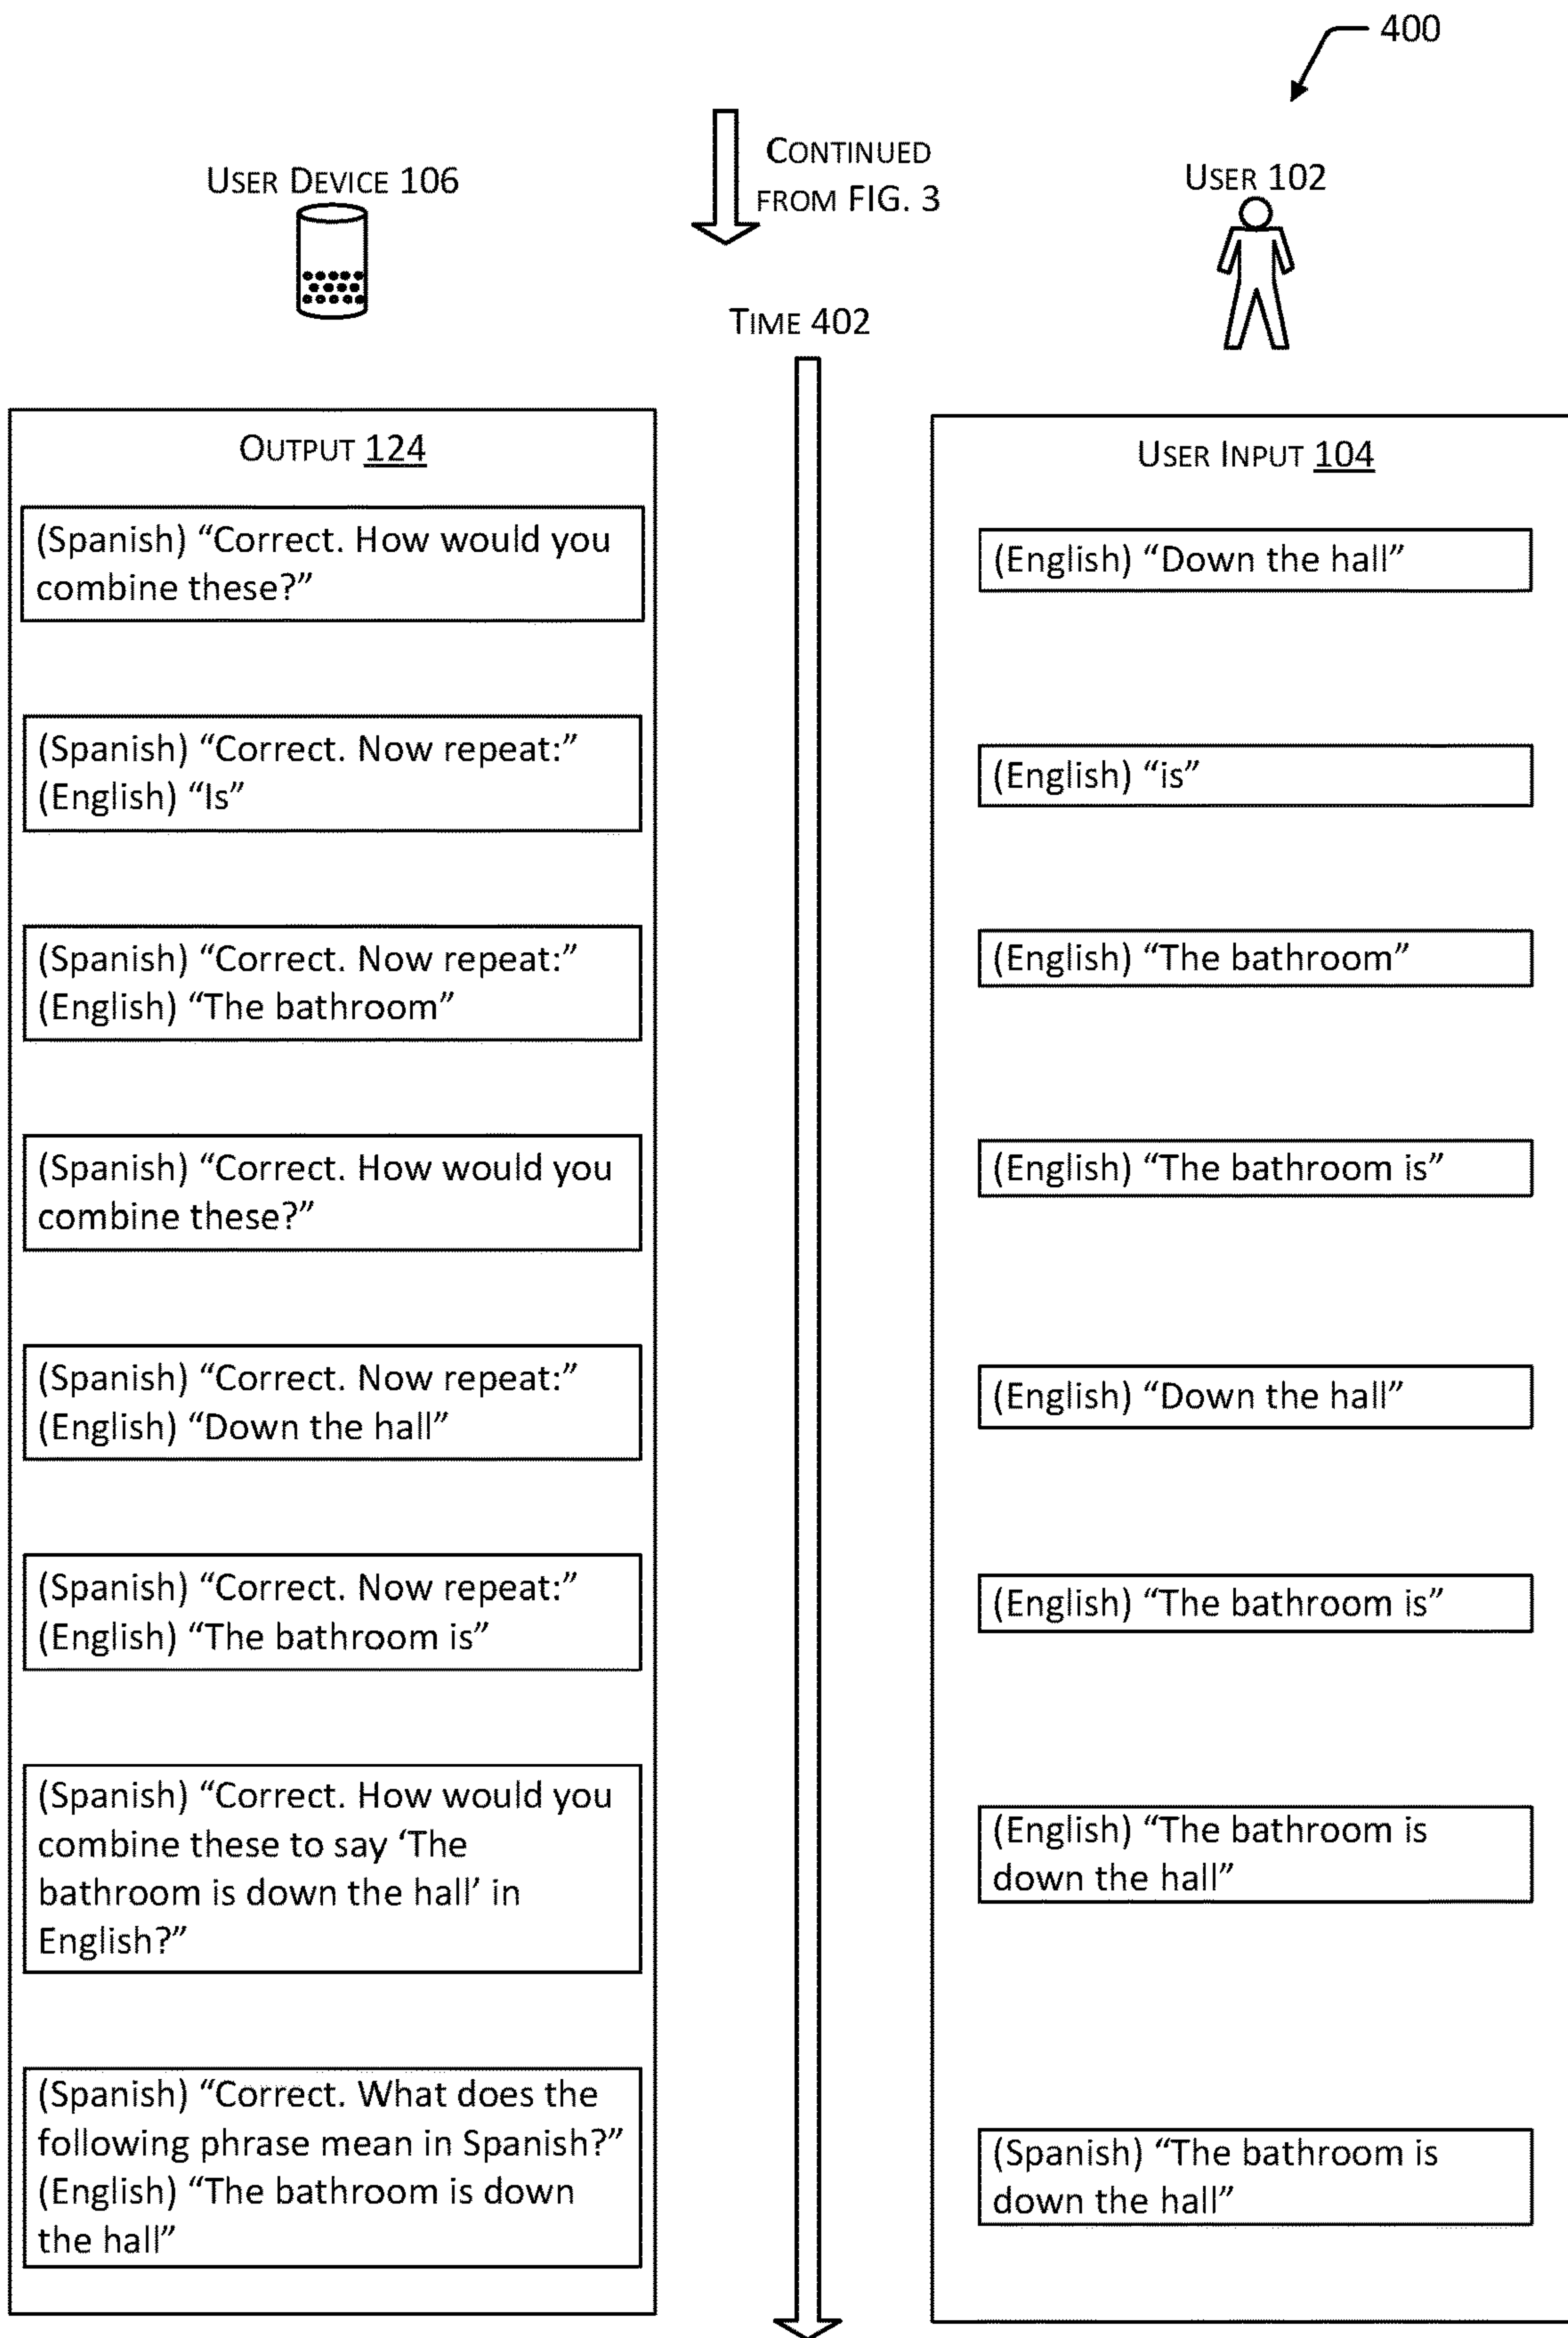 400
CONTINUED
FROM FIG. 3
USER DEVICE 106
USER 102
TIME 402
OUTPUT 124
(Spanish) “Correct. How would you
combine these?”
(Spanish) “Correct. Now repeat:”
(English) “Is”
(Spanish) “Correct. Now repeat:”
(English) “The bathroom”
(Spanish) “Correct. How would you
combine these?”
(Spanish) “Correct. Now repeat:”
(English) “Down the hall”
(Spanish) “Correct. Now repeat:”
(English) “The bathroom is”
(Spanish) “Correct. How would you
combine these to say ‘The
bathroom is down the hall’ in
English?”
(Spanish) “Correct. What does the
following phrase mean in Spanish?”
(English) “The bathroom is down
the hall”
USER INPUT 104
(English) “Down the hall”
(English) “is”
(English) “The bathroom”
(English) “The bathroom is”
(English) “Down the hall”
(English) “The bathroom is”
(English) “The bathroom is
down the hall”
(Spanish) “The bathroom is
down the hall”